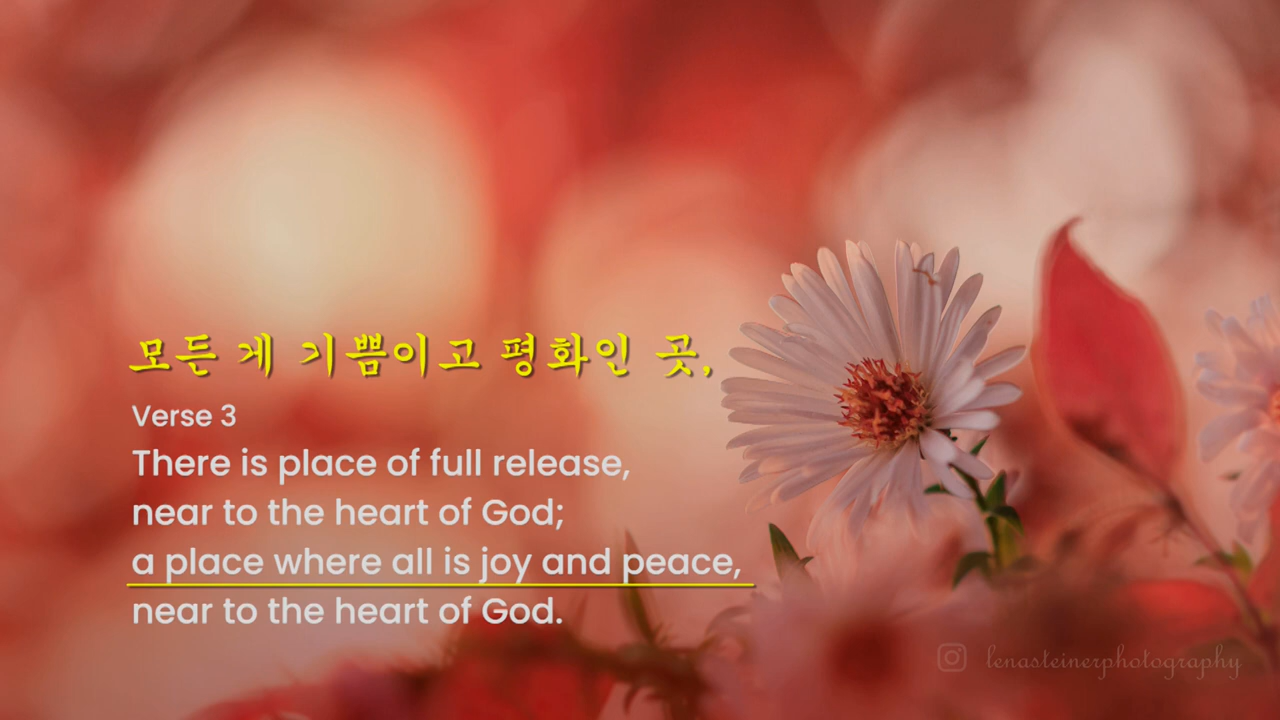 모든 게 기쁨이고 평화인 곳,
Verse 3
There is place of full release,
near to the heart of God;
a place where all is joy and peace,
near to the heart of God.
lenasteinerphotography